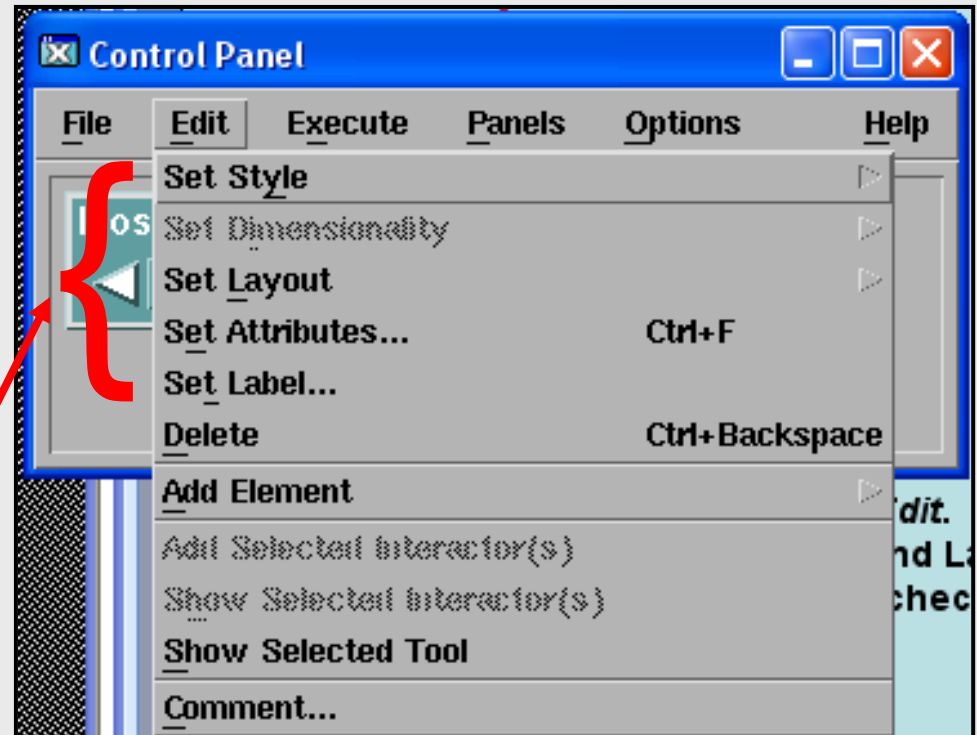 Control Panel
File Edit Execute Panels Options Help
Set Style
os
Set Dimensionality
Set Layout
Set Attributes... Ctrl+F
Set Label...
Delete Ctrl+Backspace
Add Element
dit.
Add Selected Interactor(s)
nd L
Show Selected Interactor(s)
chec
Show Selected Tool
Comment...